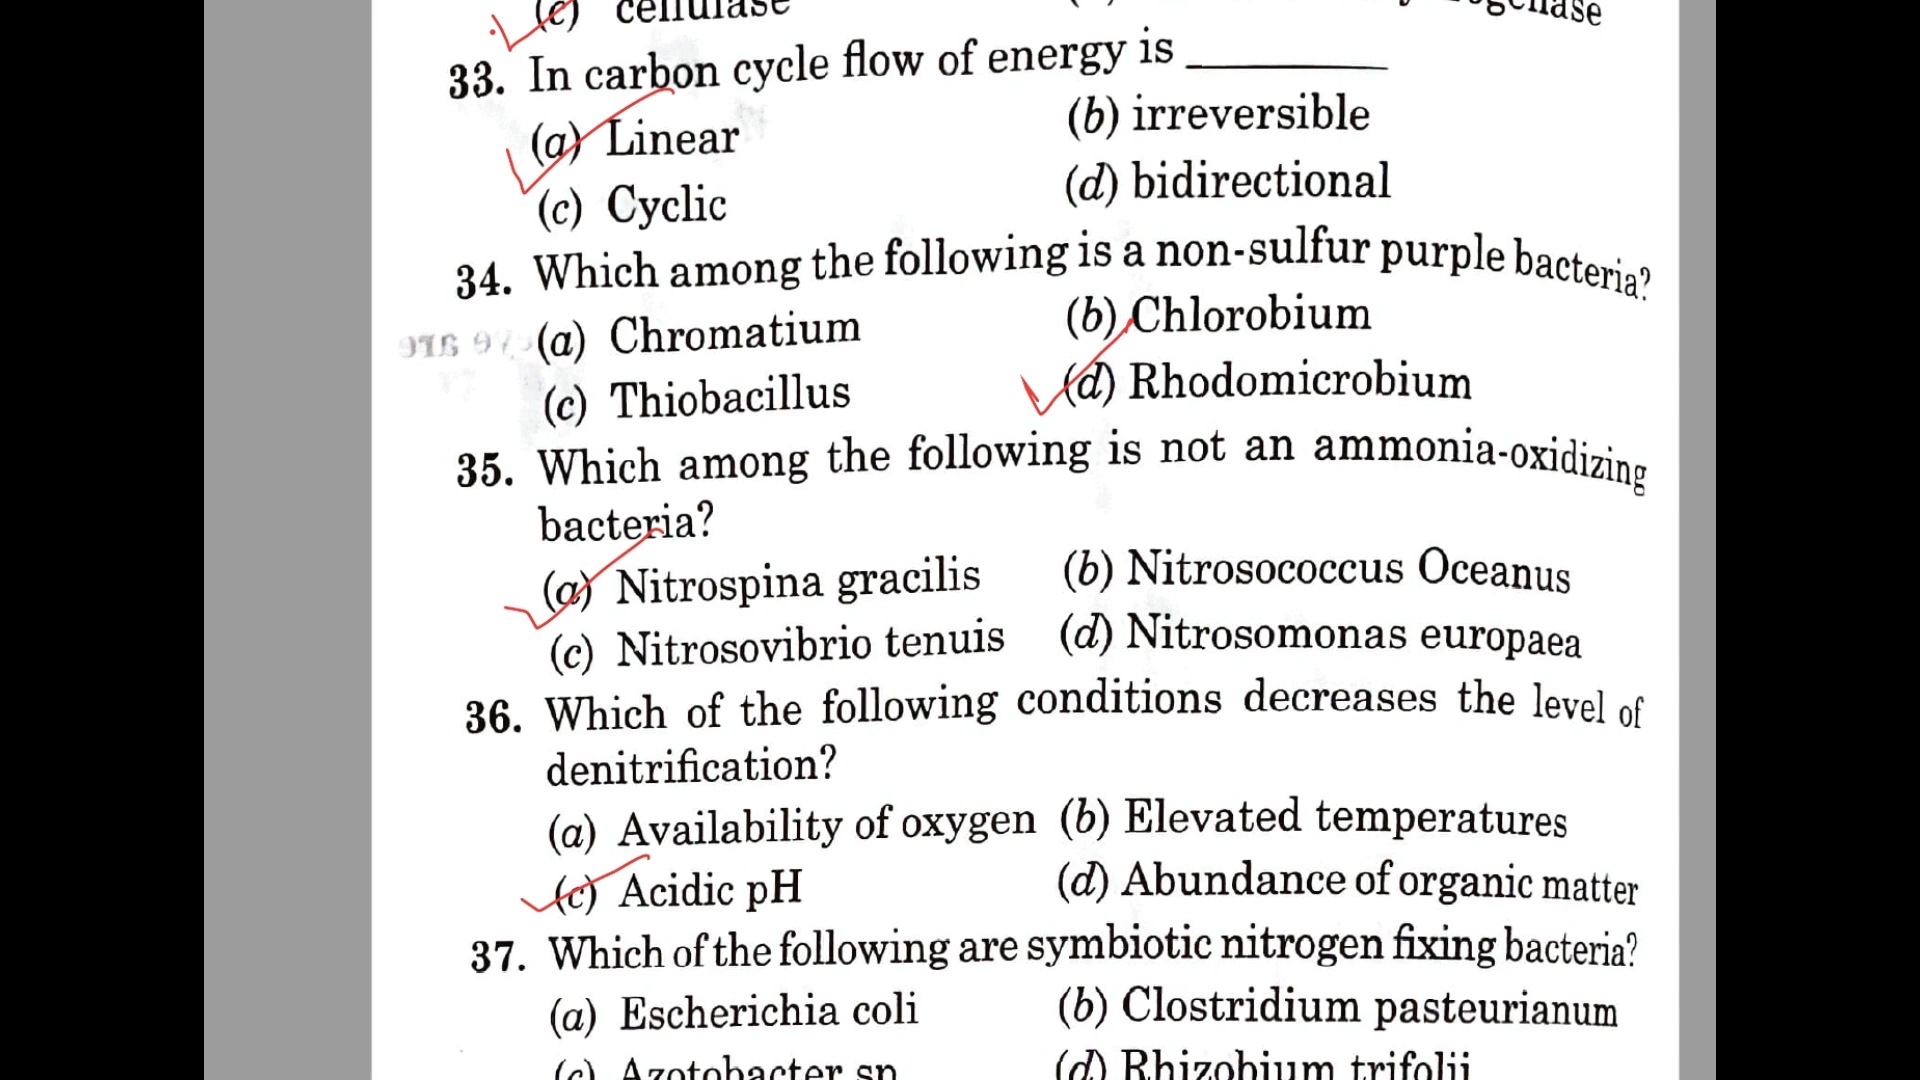 (c) cellulase
33. In carbon cycle flow of energy is ________
(a) Linear (b) irreversible
(c) Cyclic (d) bidirectional
34. Which among the following is a non-sulfur purple bacteria?
(a) Chromatium (b) Chlorobium
(c) Thiobacillus (d) Rhodomicrobium
35. Which among the following is not an ammonia-oxidizing
bacteria?
(a) Nitrospina gracilis (b) Nitrosococcus Oceanus
(c) Nitrosovibrio tenuis (d) Nitrosomonas europaea
36. Which of the following conditions decreases the level of
denitrification?
(a) Availability of oxygen (b) Elevated temperatures
(c) Acidic pH (d) Abundance of organic matter
37. Which of the following are symbiotic nitrogen fixing bacteria?
(a) Escherichia coli (b) Clostridium pasteurianum
(c) Azotobacter sp (d) Rhizobium trifolii